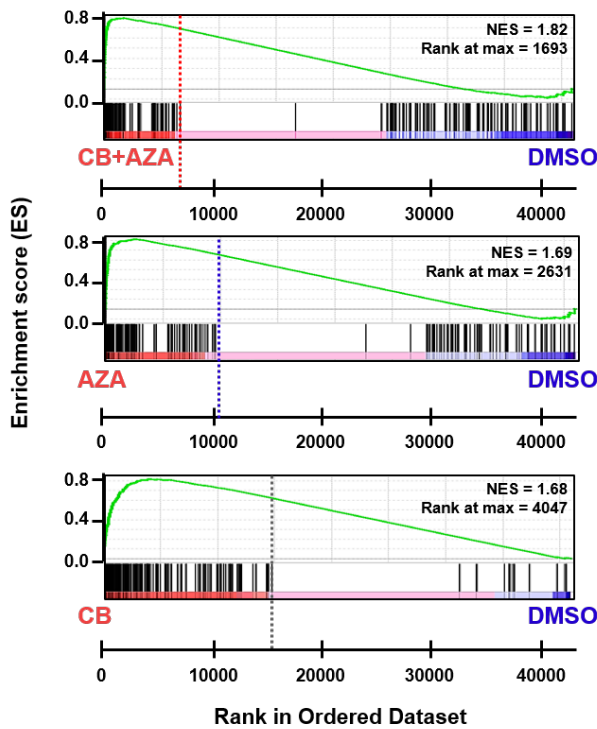 0.8
NES = 1.82
Rank at max = 1693
0.4
0.0
CB+AZA DMSO
0 10000 20000 30000 40000
Enrichment score (ES)
0.8
NES = 1.69
Rank at max = 2631
0.4
0.0
AZA DMSO
0 10000 20000 30000 40000
0.8
NES = 1.68
Rank at max = 4047
0.4
0.0
CB DMSO
0 10000 20000 30000 40000
Rank in Ordered Dataset